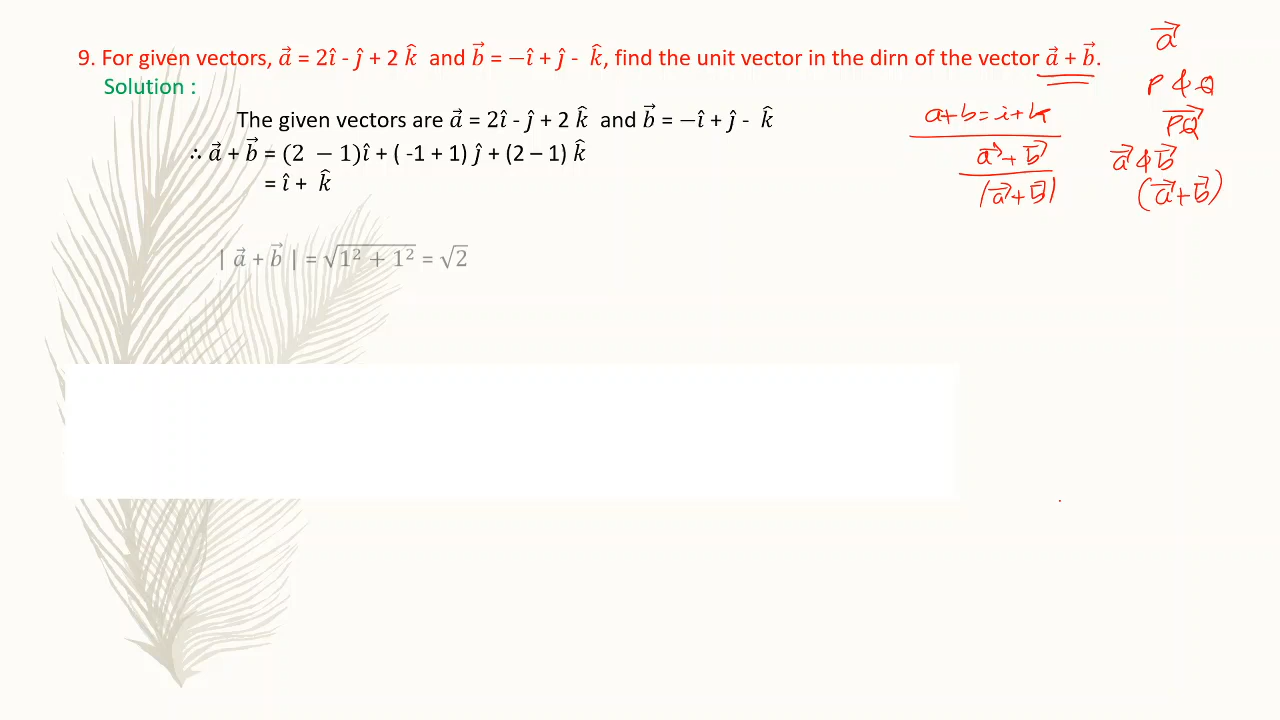 9. For given vectors, a⃗ = 2î - ĵ + 2 k̂ and b⃗ = −î + ĵ - k̂, find the unit vector in the dirn of the vector a⃗ + b⃗.
Solution :
The given vectors are a⃗ = 2î - ĵ + 2 k̂ and b⃗ = −î + ĵ - k̂
∴ a⃗ + b⃗ = (2 − 1)î + ( -1 + 1) ĵ + (2 – 1) k̂
= î + k̂
| a⃗ + b⃗ | = √(1² + 1²) = √2
a+b = i+k
a⃗ + b⃗
|a⃗ + b⃗|
a⃗
P & Q
PQ⃗
a⃗ & b⃗
(a⃗ + b⃗)